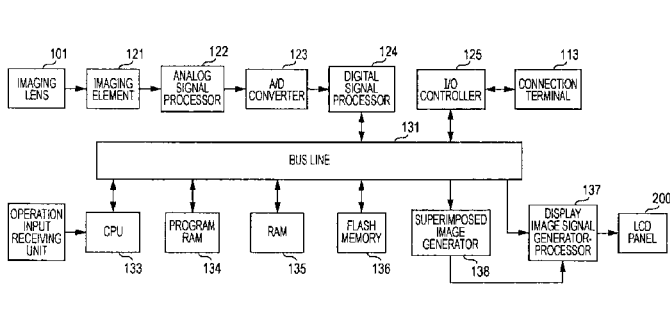 101
121
122
123
124
125
113
IMAGING
LENS
IMAGING
ELEMENT
ANALOG
SIGNAL
PROCESSOR
A/D
CONVERTER
DIGITAL
SIGNAL
PROCESSOR
I/O
CONTROLLER
CONNECTION
TERMINAL
131
BUS LINE
137
200
OPERATION
INPUT
RECEIVING
UNIT
CPU
133
PROGRAM
RAM
134
RAM
135
FLASH
MEMORY
136
SUPERIMPOSED
IMAGE
GENERATOR
138
DISPLAY
IMAGE SIGNAL
GENERATOR-
PROCESSOR
LCD
PANEL